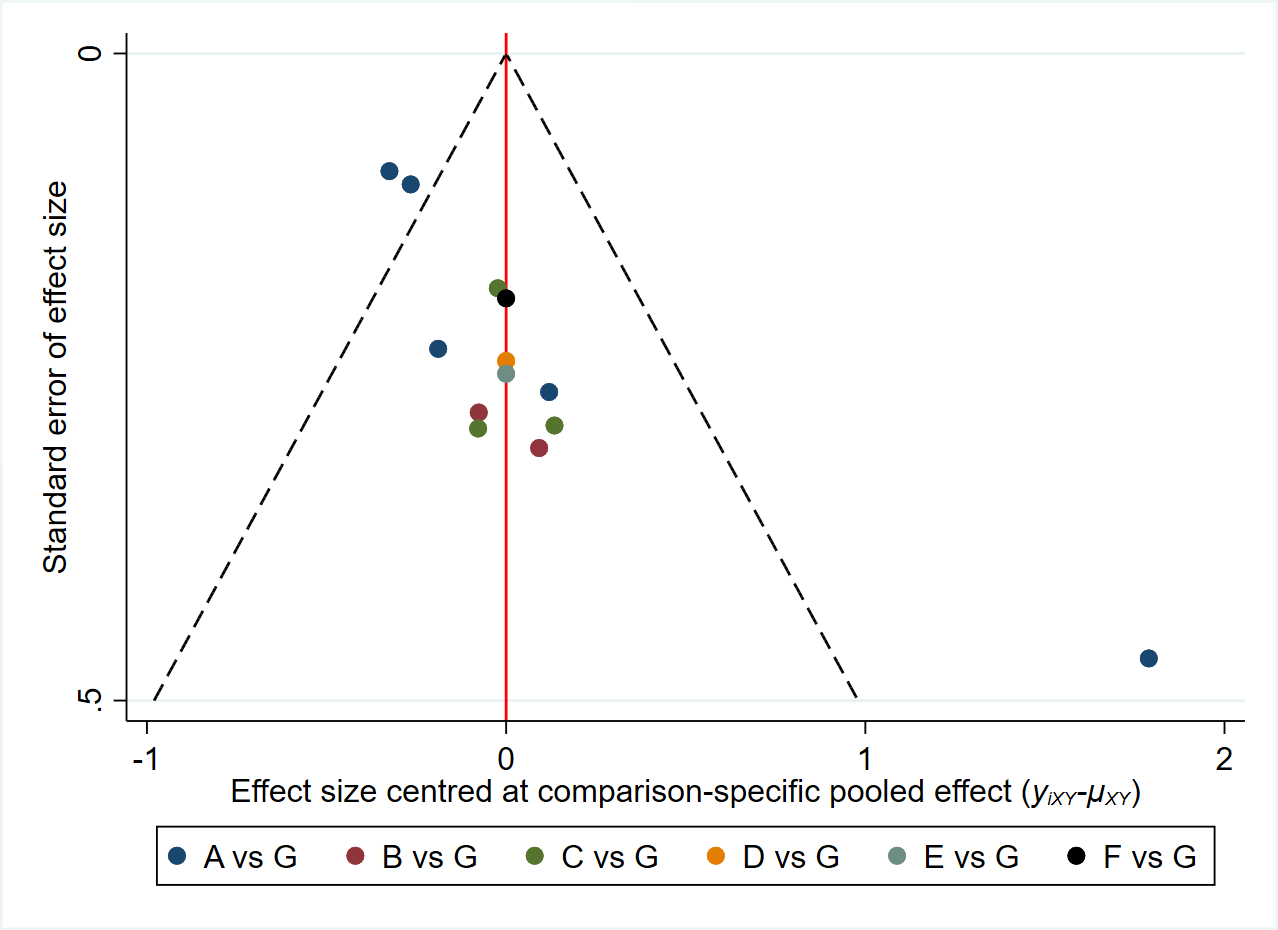 0
.5
Standard error of effect size
-1 0 1 2
Effect size centred at comparison-specific pooled effect (yiXY-μXY)
A vs G B vs G C vs G D vs G E vs G F vs G